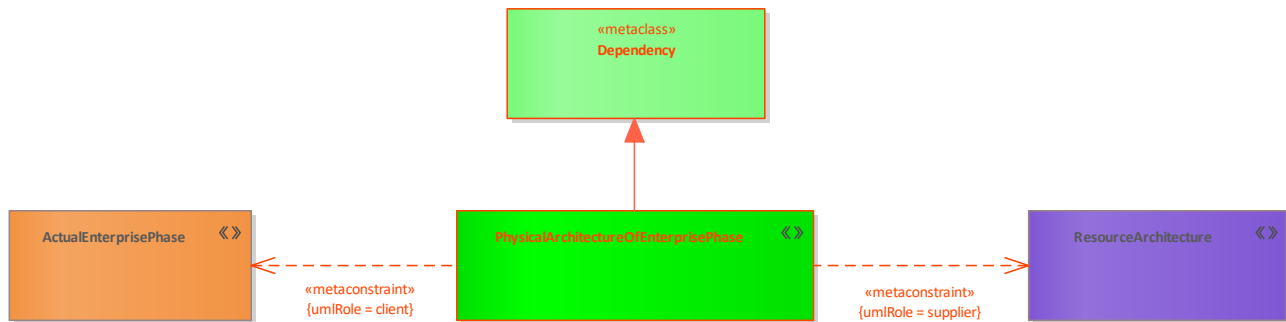 «metaclass»
Dependency
ActualEnterprisePhase «»
PhysicalArchitectureOfEnterprisePhase «»
ResourceArchitecture «»
«metaconstraint»
{umlRole = client}
«metaconstraint»
{umlRole = supplier}